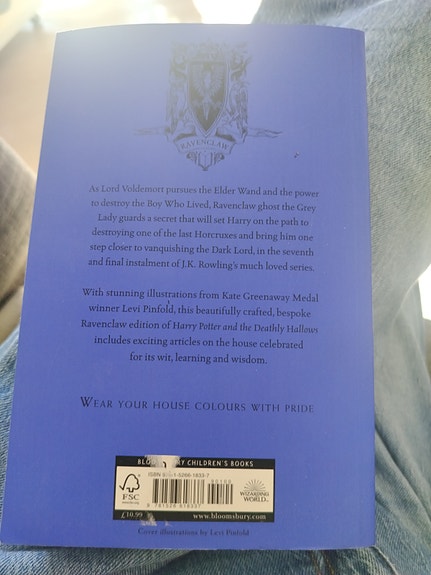 RAVENCLAW
As Lord Voldemort pursues the Elder Wand and the power
to destroy the Boy Who Lived, Ravenclaw ghost the Grey
Lady guards a secret that will set Harry on the path to
destroying one of the last Horcruxes and bring him one
step closer to vanquishing the Dark Lord, in the seventh
and final instalment of J.K. Rowling's much loved series.
With stunning illustrations from Kate Greenaway Medal
winner Levi Pinfold, this beautifully crafted, bespoke
Ravenclaw edition of Harry Potter and the Deathly Hallows
includes exciting articles on the house celebrated
for its wit, learning and wisdom.
WEAR YOUR HOUSE COLOURS WITH PRIDE
CHILDREN'S BOOKS
ISBN
FSC
WIZARDING
WORLD
£10.99
www.bloomsbury.com
Cover illustrations by Levi Pinfold